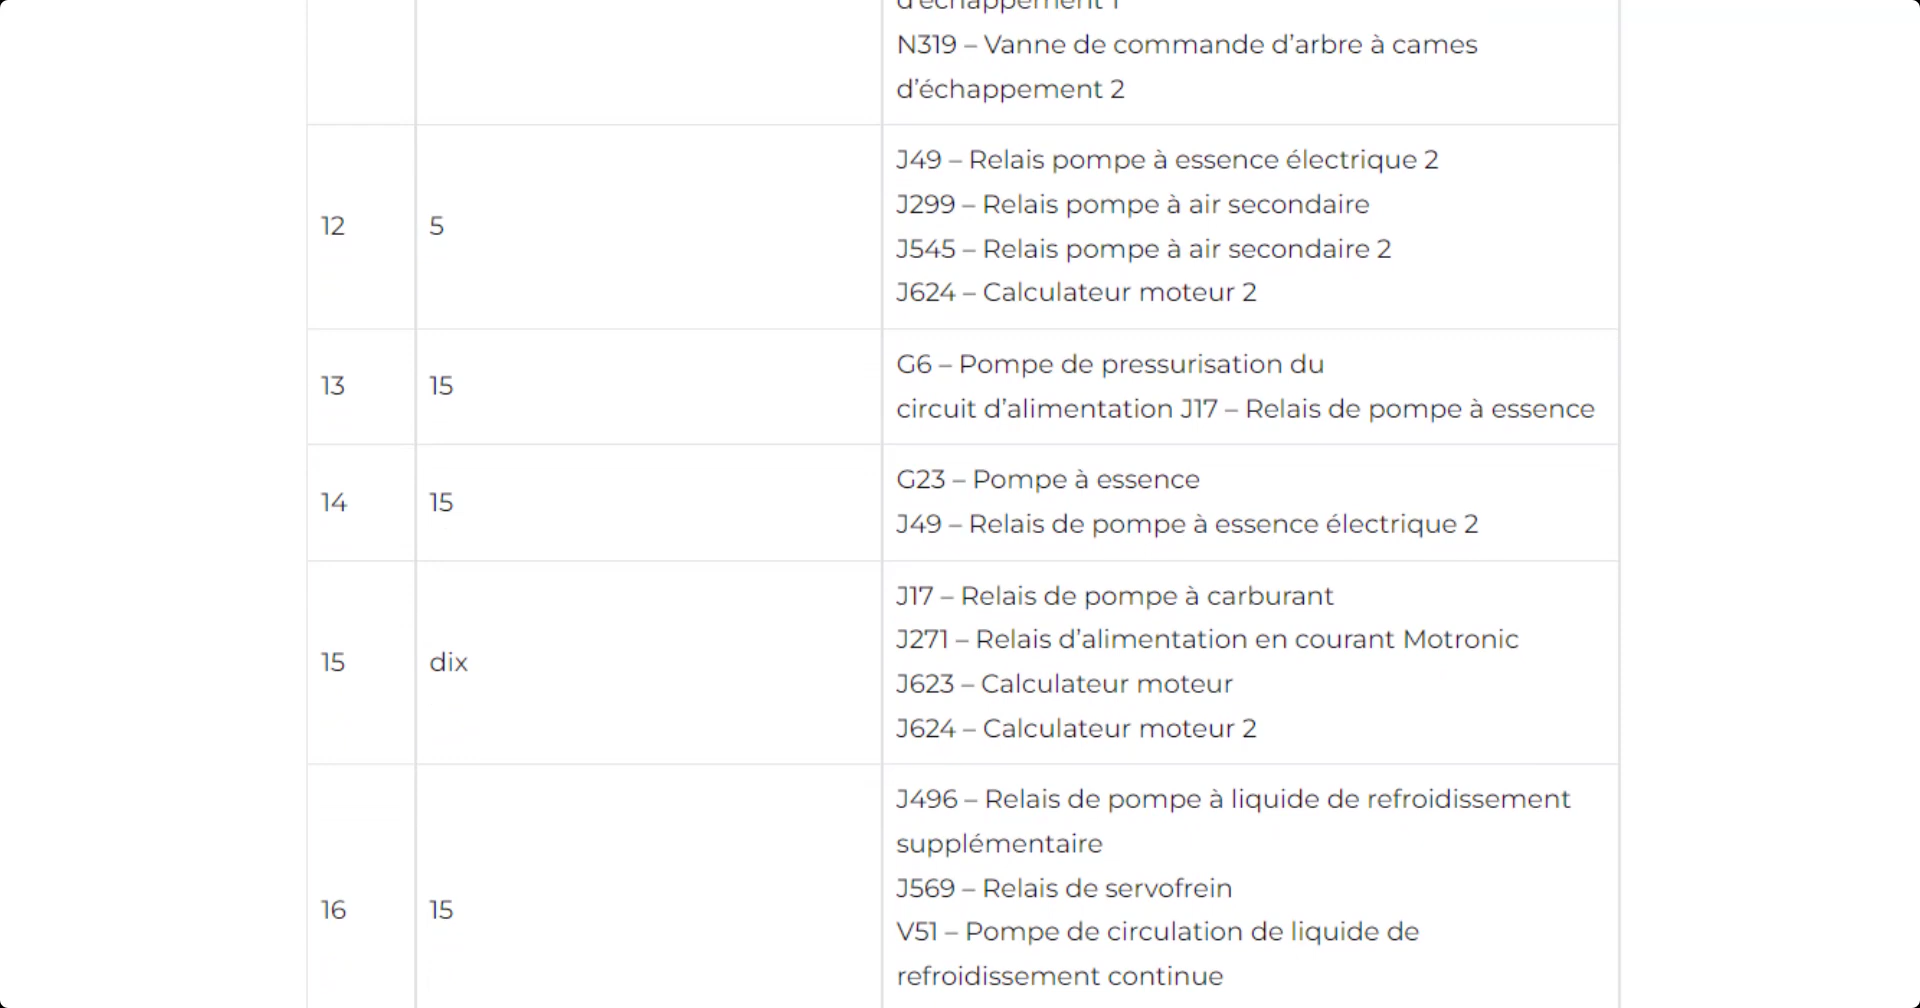 d'échappement 1
N319 – Vanne de commande d’arbre à cames
d’échappement 2
12
5
J49 – Relais pompe à essence électrique 2
J299 – Relais pompe à air secondaire
J545 – Relais pompe à air secondaire 2
J624 – Calculateur moteur 2
13
15
G6 – Pompe de pressurisation du
circuit d’alimentation J17 – Relais de pompe à essence
14
15
G23 – Pompe à essence
J49 – Relais de pompe à essence électrique 2
15
dix
J17 – Relais de pompe à carburant
J271 – Relais d’alimentation en courant Motronic
J623 – Calculateur moteur
J624 – Calculateur moteur 2
16
15
J496 – Relais de pompe à liquide de refroidissement
supplémentaire
J569 – Relais de servofrein
V51 – Pompe de circulation de liquide de
refroidissement continue